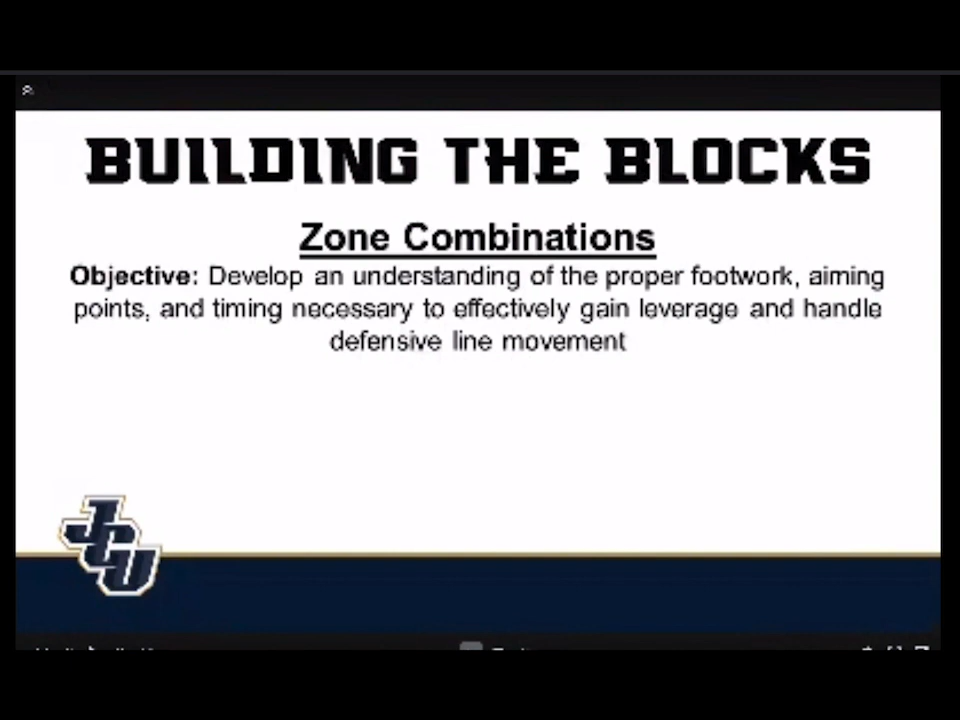 BUILDING THE BLOCKS
Zone Combinations
Objective: Develop an understanding of the proper footwork, aiming
points, and timing necessary to effectively gain leverage and handle
defensive line movement
JCU